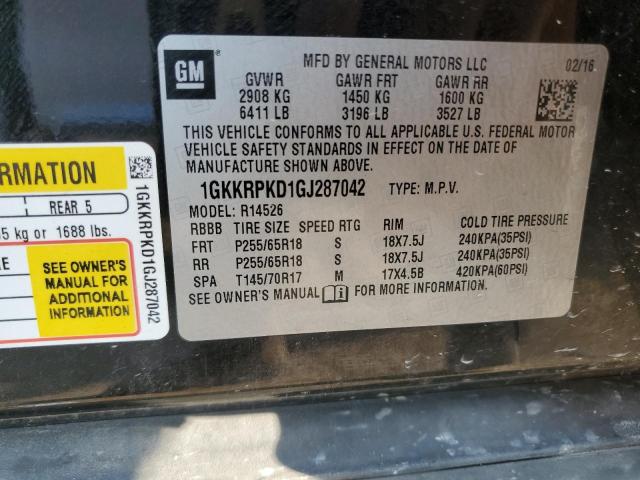 GM
MFD BY GENERAL MOTORS LLC 02/16
GVWR GAWR FRT GAWR RR
2908 KG 1450 KG 1600 KG
6411 LB 3196 LB 3527 LB
THIS VEHICLE CONFORMS TO ALL APPLICABLE U.S. FEDERAL MOTOR
VEHICLE SAFETY STANDARDS IN EFFECT ON THE DATE OF
MANUFACTURE SHOWN ABOVE.
1GKKRPKD1GJ287042 TYPE: M.P.V.
MODEL: R14526
RBBB TIRE SIZE SPEED RTG RIM COLD TIRE PRESSURE
FRT P255/65R18 S 18X7.5J 240KPA(35PSI)
RR P255/65R18 S 18X7.5J 240KPA(35PSI)
SPA T145/70R17 M 17X4.5B 420KPA(60PSI)
SEE OWNER'S MANUAL i FOR MORE INFORMATION.
ORMATION
REAR 5
5 kg or 1688 lbs.
RE
SEE OWNER'S
MANUAL FOR
ADDITIONAL
INFORMATION
1GKKRPKD1GJ287042